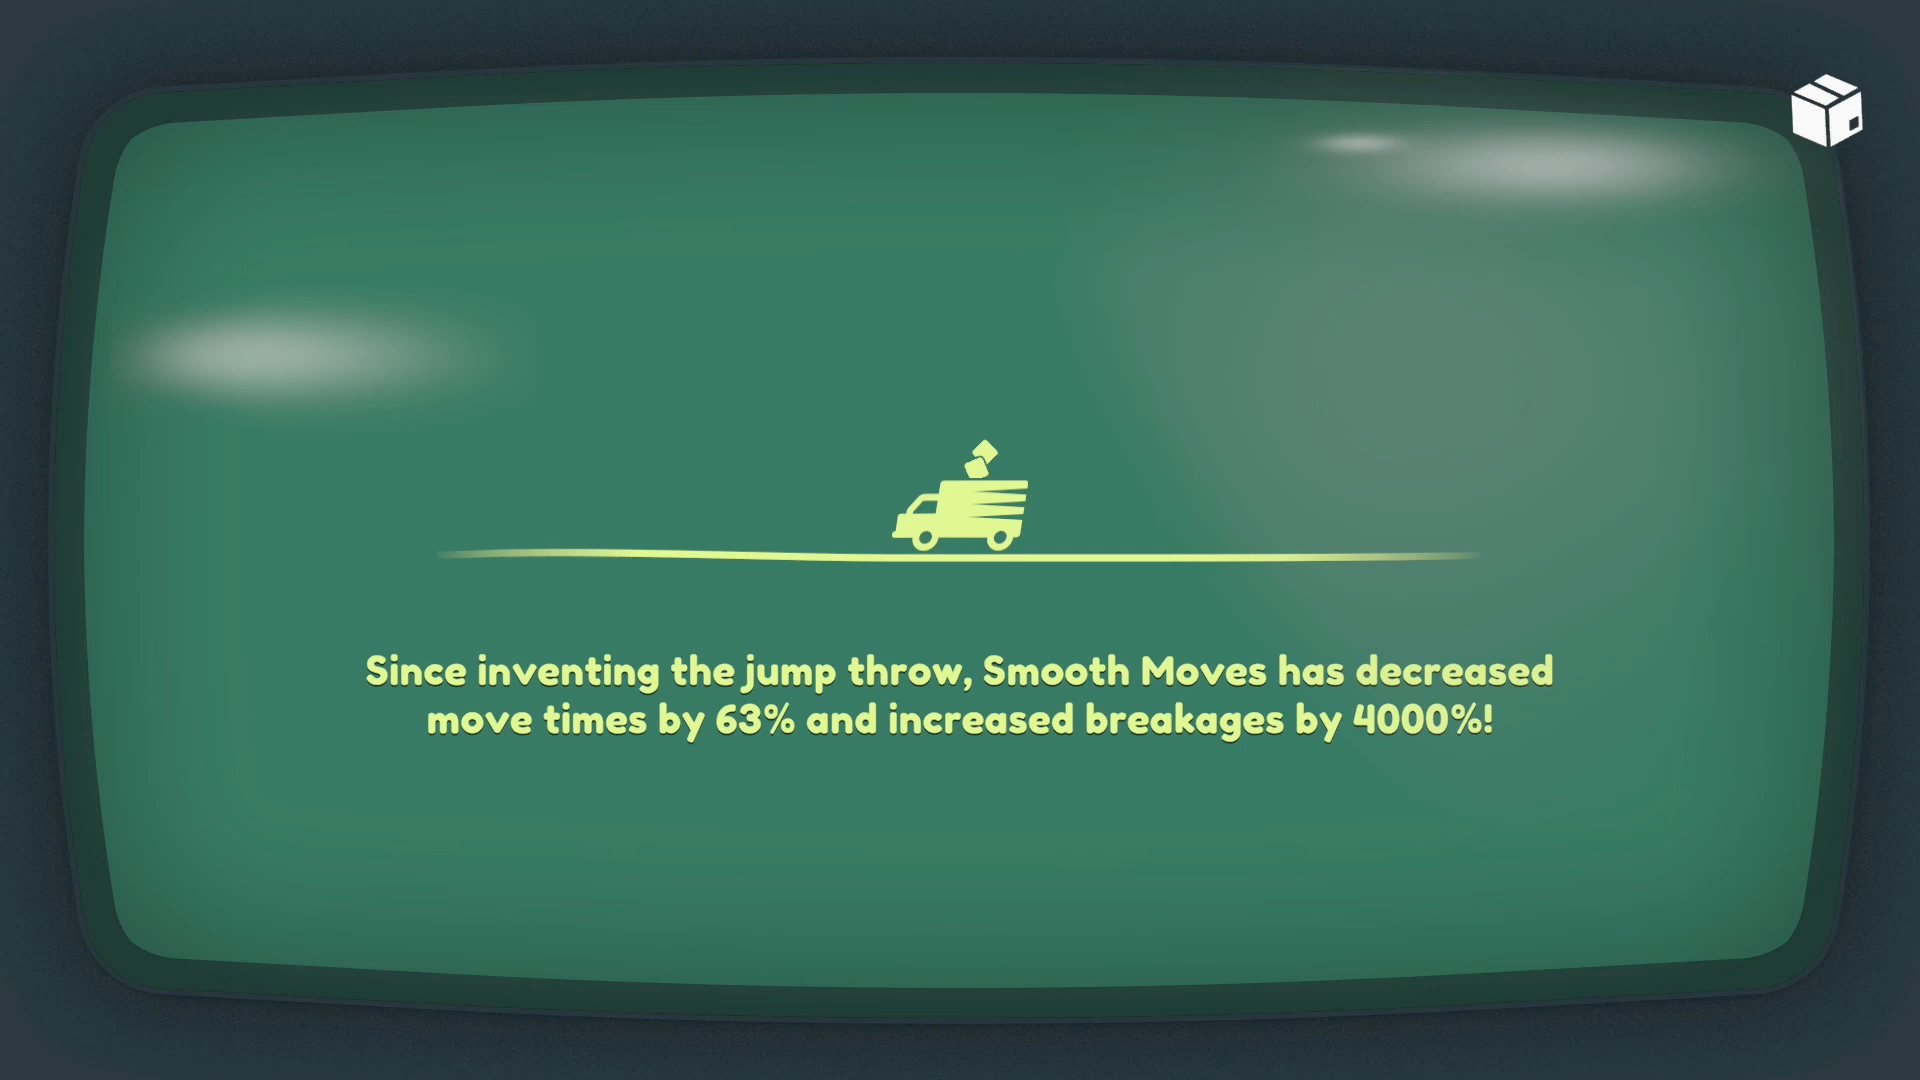 Since inventing the jump throw, Smooth Moves has decreased
move times by 63% and increased breakages by 4000%!